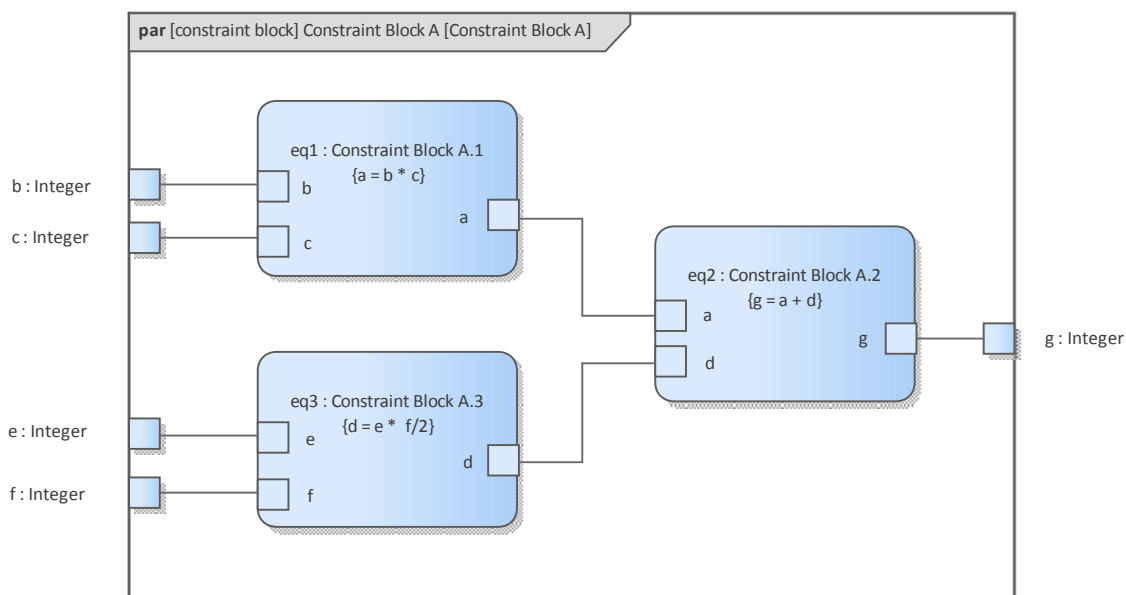 par [constraint block] Constraint Block A [Constraint Block A]
eq1 : Constraint Block A.1
{a = b * c}
b : Integer
b
a
c : Integer
c
eq2 : Constraint Block A.2
{g = a + d}
a
g
g : Integer
d
eq3 : Constraint Block A.3
{d = e *  f/2}
e : Integer
e
d
f : Integer
f